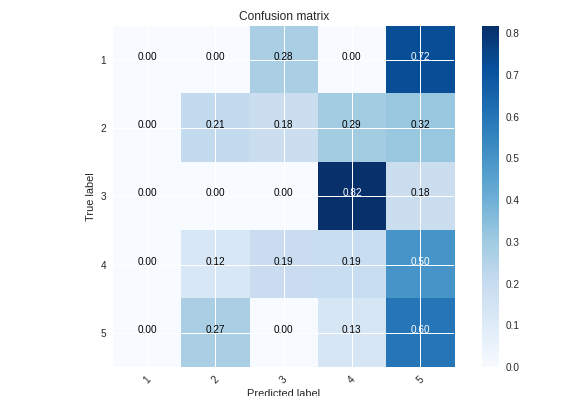 Confusion matrix
1 0.00 0.00 0.28 0.00 0.72
2 0.00 0.21 0.18 0.29 0.32
3 0.00 0.00 0.00 0.82 0.18
4 0.00 0.12 0.19 0.19 0.50
5 0.00 0.27 0.00 0.13 0.60
True label
1 2 3 4 5
Predicted label
0.8
0.7
0.6
0.5
0.4
0.3
0.2
0.1
0.0